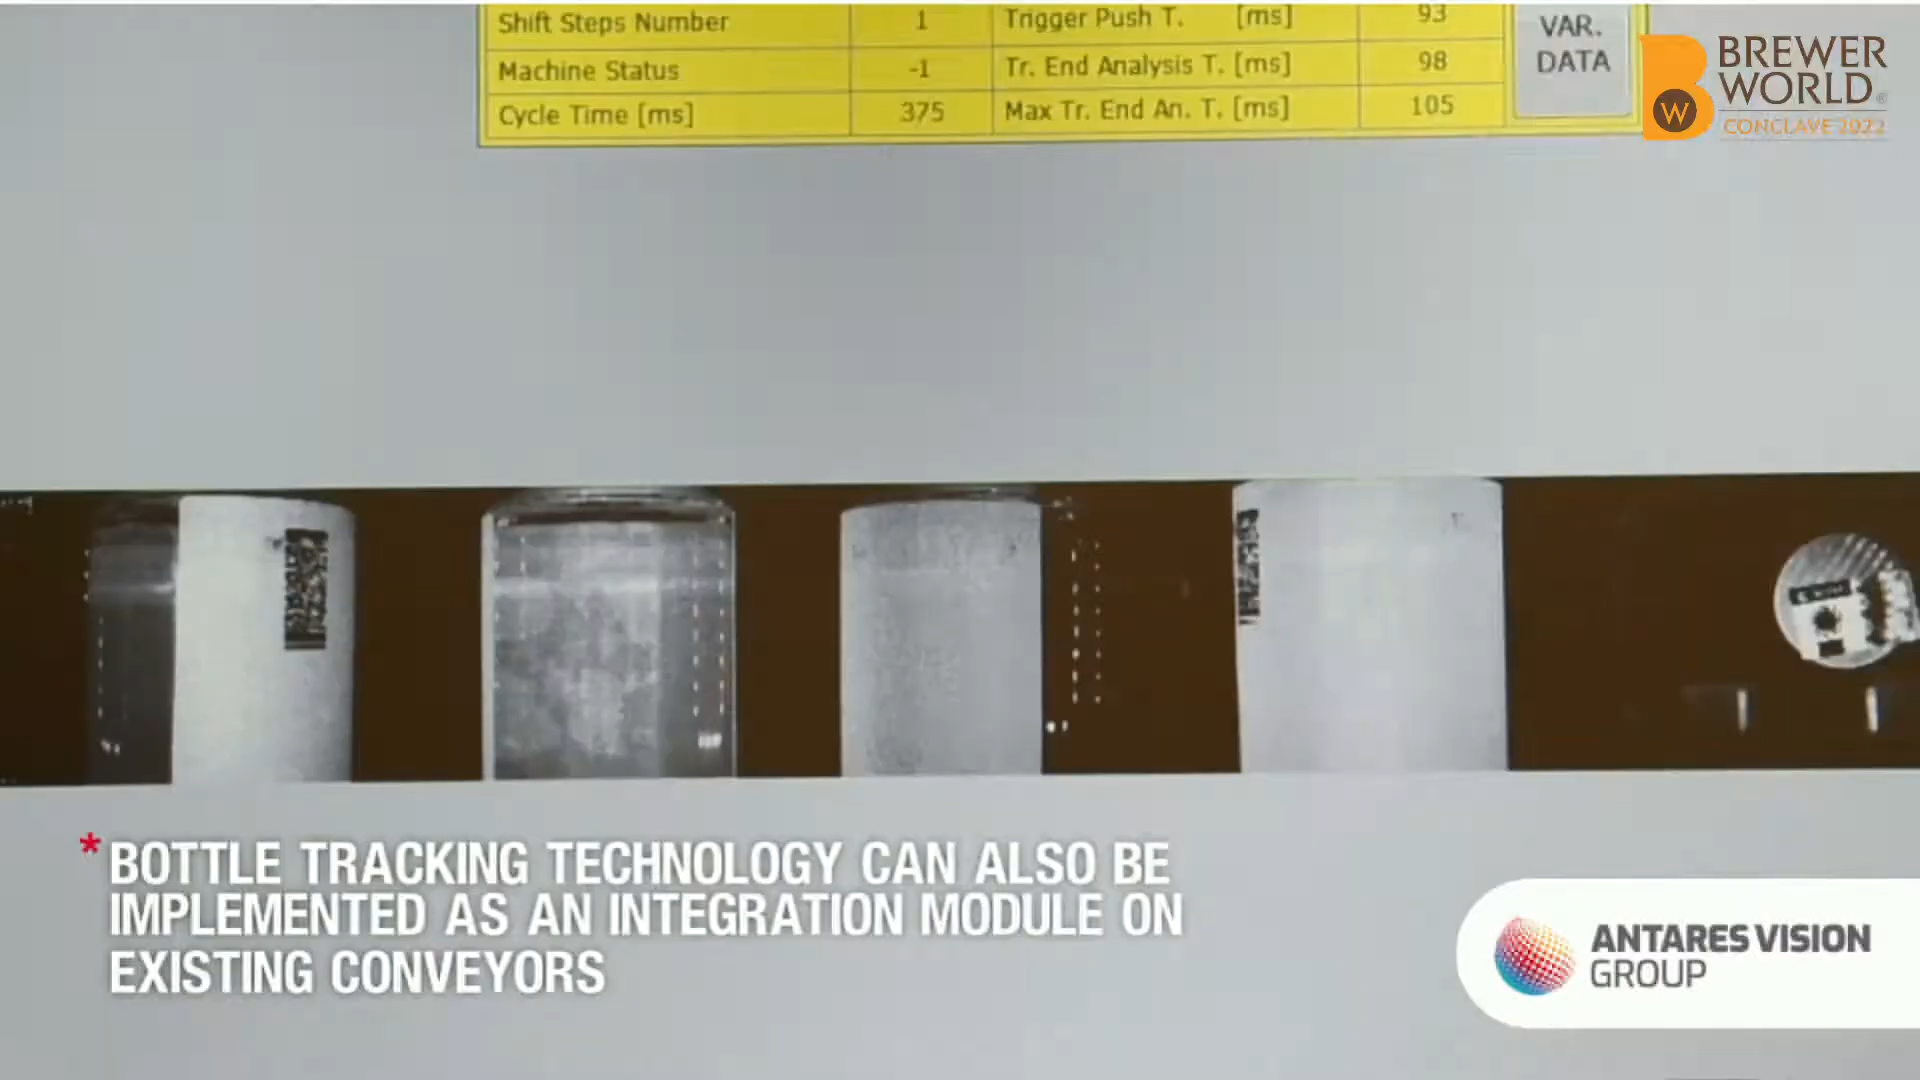 Shift Steps Number 1 Trigger Push T. [ms] 93
Machine Status -1 Tr. End Analysis T. [ms] 98
Cycle Time [ms] 375 Max Tr. End An. T. [ms] 105
VAR.
DATA
BREWER
WORLD
W
CONCLAVE 2022
* BOTTLE TRACKING TECHNOLOGY CAN ALSO BE
IMPLEMENTED AS AN INTEGRATION MODULE ON
EXISTING CONVEYORS
ANTARES VISION
GROUP